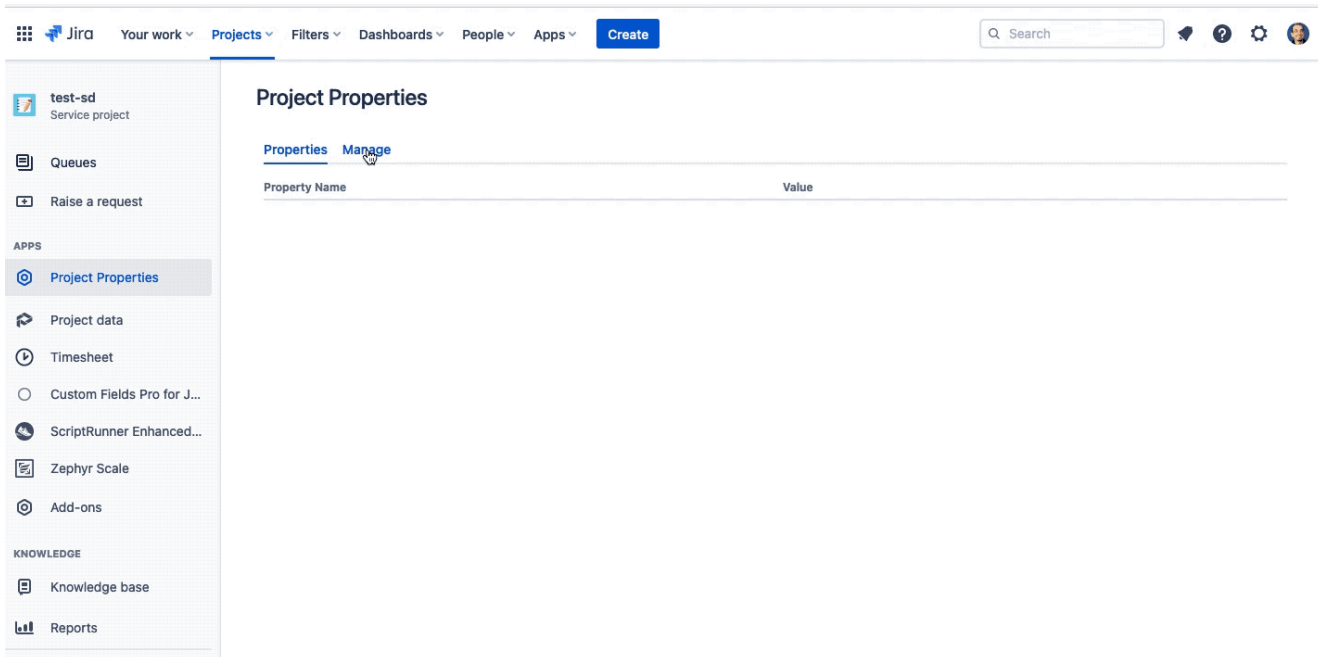 Jira Your work Projects Filters Dashboards People Apps Create Search
test-sd
Service project
Queues
Raise a request
APPS
Project Properties
Project data
Timesheet
Custom Fields Pro for J...
ScriptRunner Enhanced...
Zephyr Scale
Add-ons
KNOWLEDGE
Knowledge base
Reports
Project Properties
Properties Manage
Property Name Value